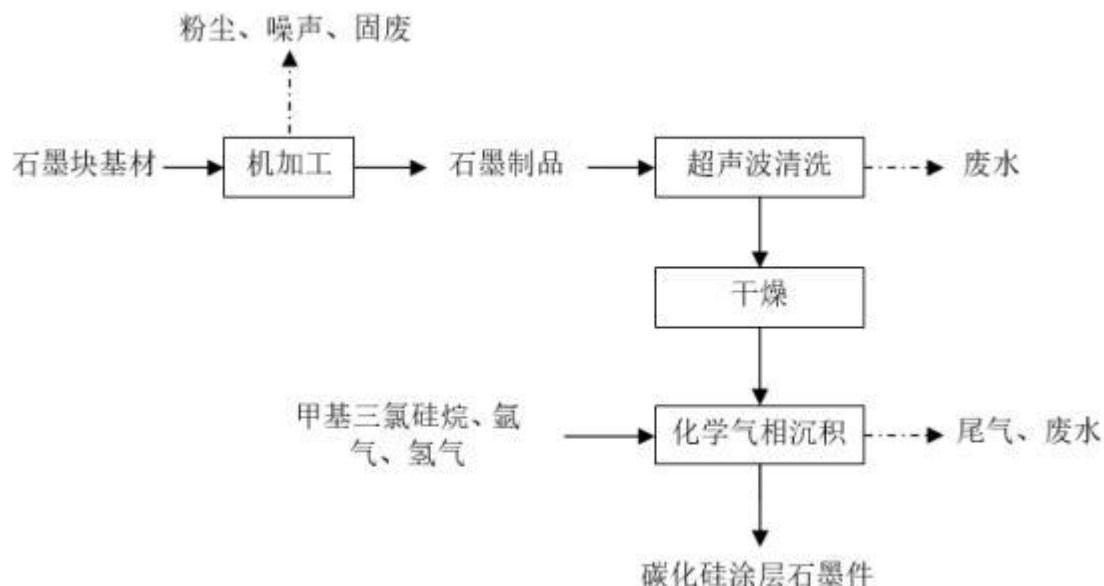 粉尘、噪声、固废
石墨块基材
机加工
石墨制品
超声波清洗
废水
干燥
甲基三氯硅烷、氩
气、氢气
化学气相沉积
尾气、废水
碳化硅涂层石墨件